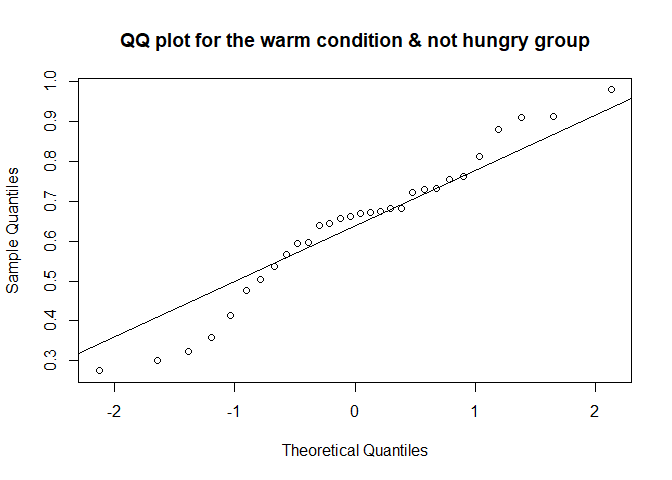 QQ plot for the warm condition & not hungry group
Sample Quantiles
1.0
0.9
0.8
0.7
0.6
0.5
0.4
0.3
-2 -1 0 1 2
Theoretical Quantiles